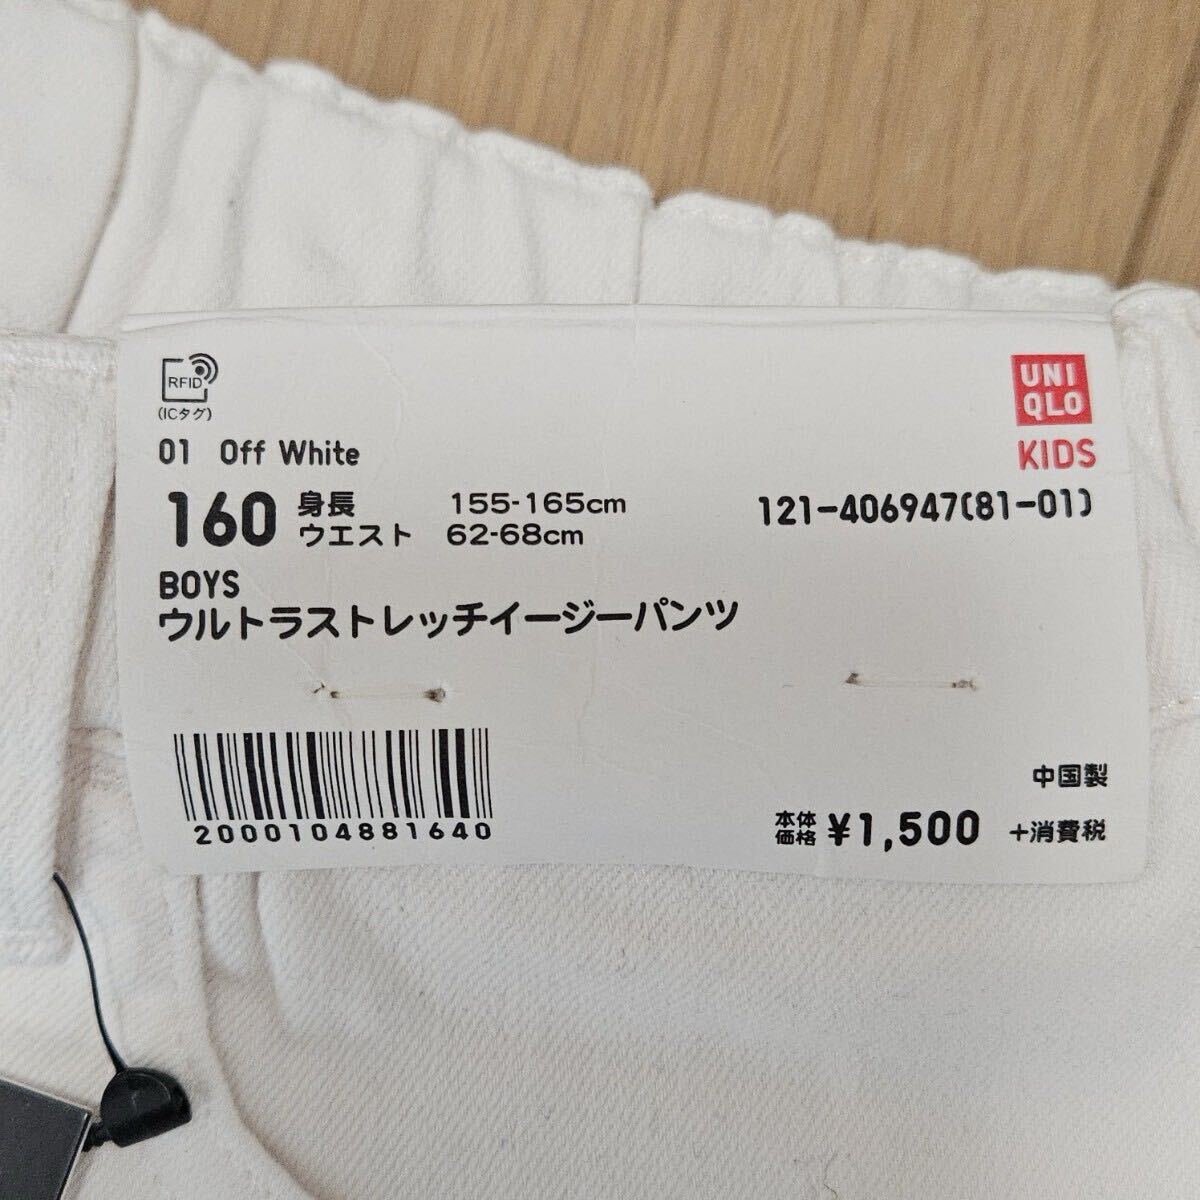 RFID
(ICタグ)
UNI
QLO
KIDS
01 Off White
160 身長 155-165cm
ウエスト 62-68cm
121-406947(81-01)
BOYS
ウルトラストレッチイージーパンツ
2000104881640
中国製
本体価格 ¥1,500 +消費税